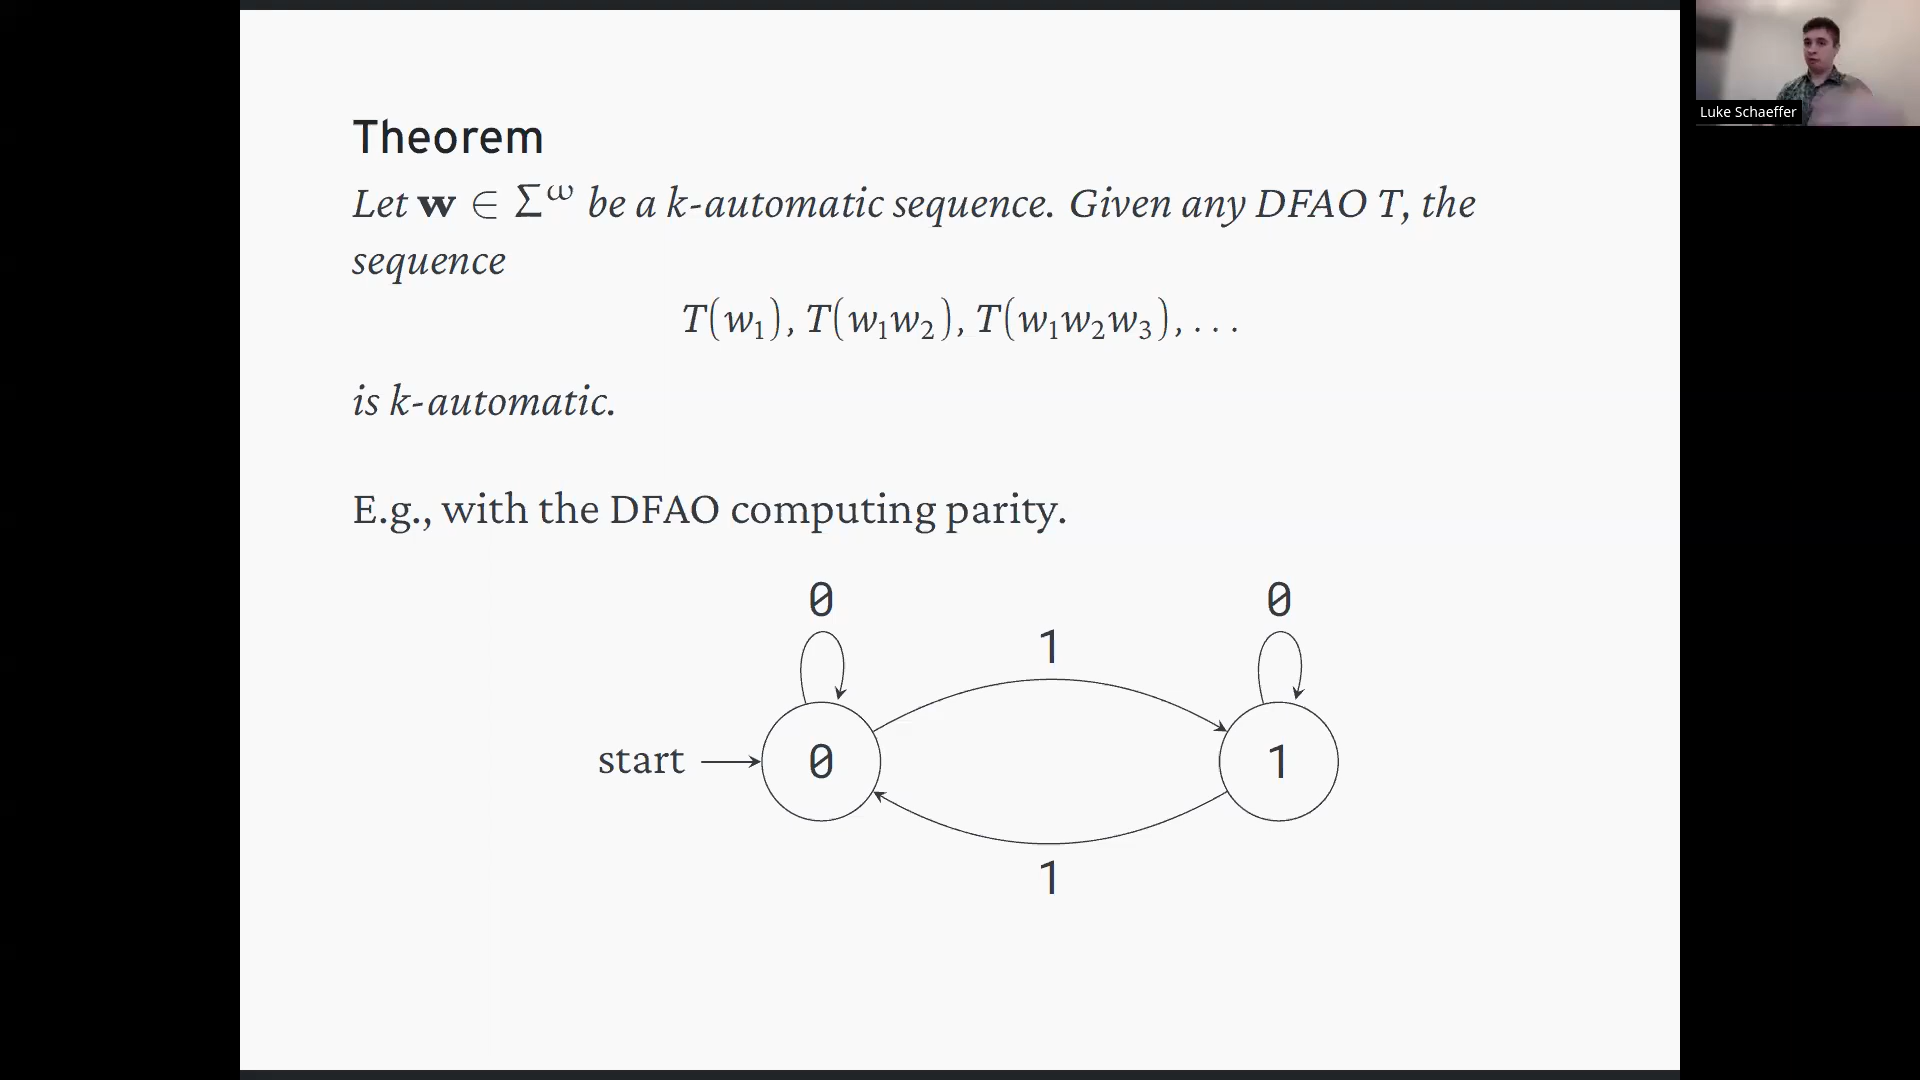 Theorem
Let w ∈ Σ^ω be a k-automatic sequence. Given any DFAO T, the
sequence
T(w₁), T(w₁w₂), T(w₁w₂w₃), . . .
is k-automatic.
E.g., with the DFAO computing parity.
0
0
1
start
0
1
1
Luke Schaeffer